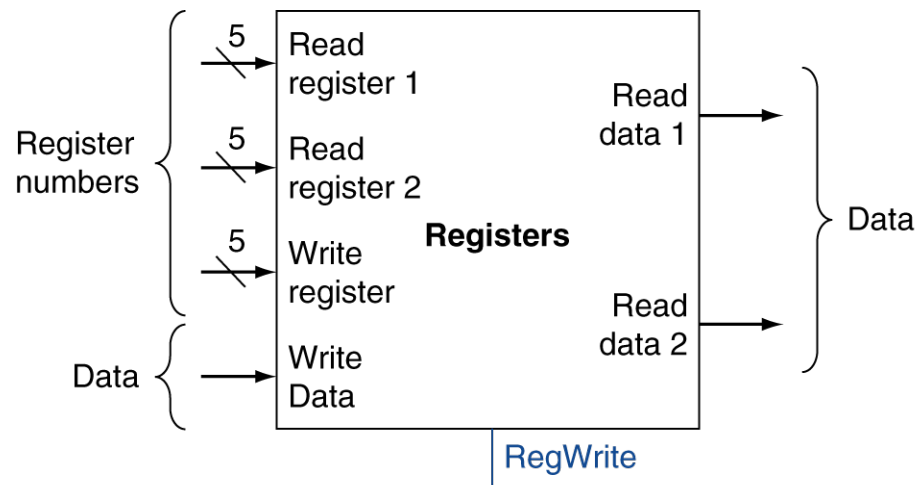 Register
numbers
Data
5
Read
register 1
5
Read
register 2
5
Write
register
Write
Data
Registers
Read
data 1
Read
data 2
Data
RegWrite